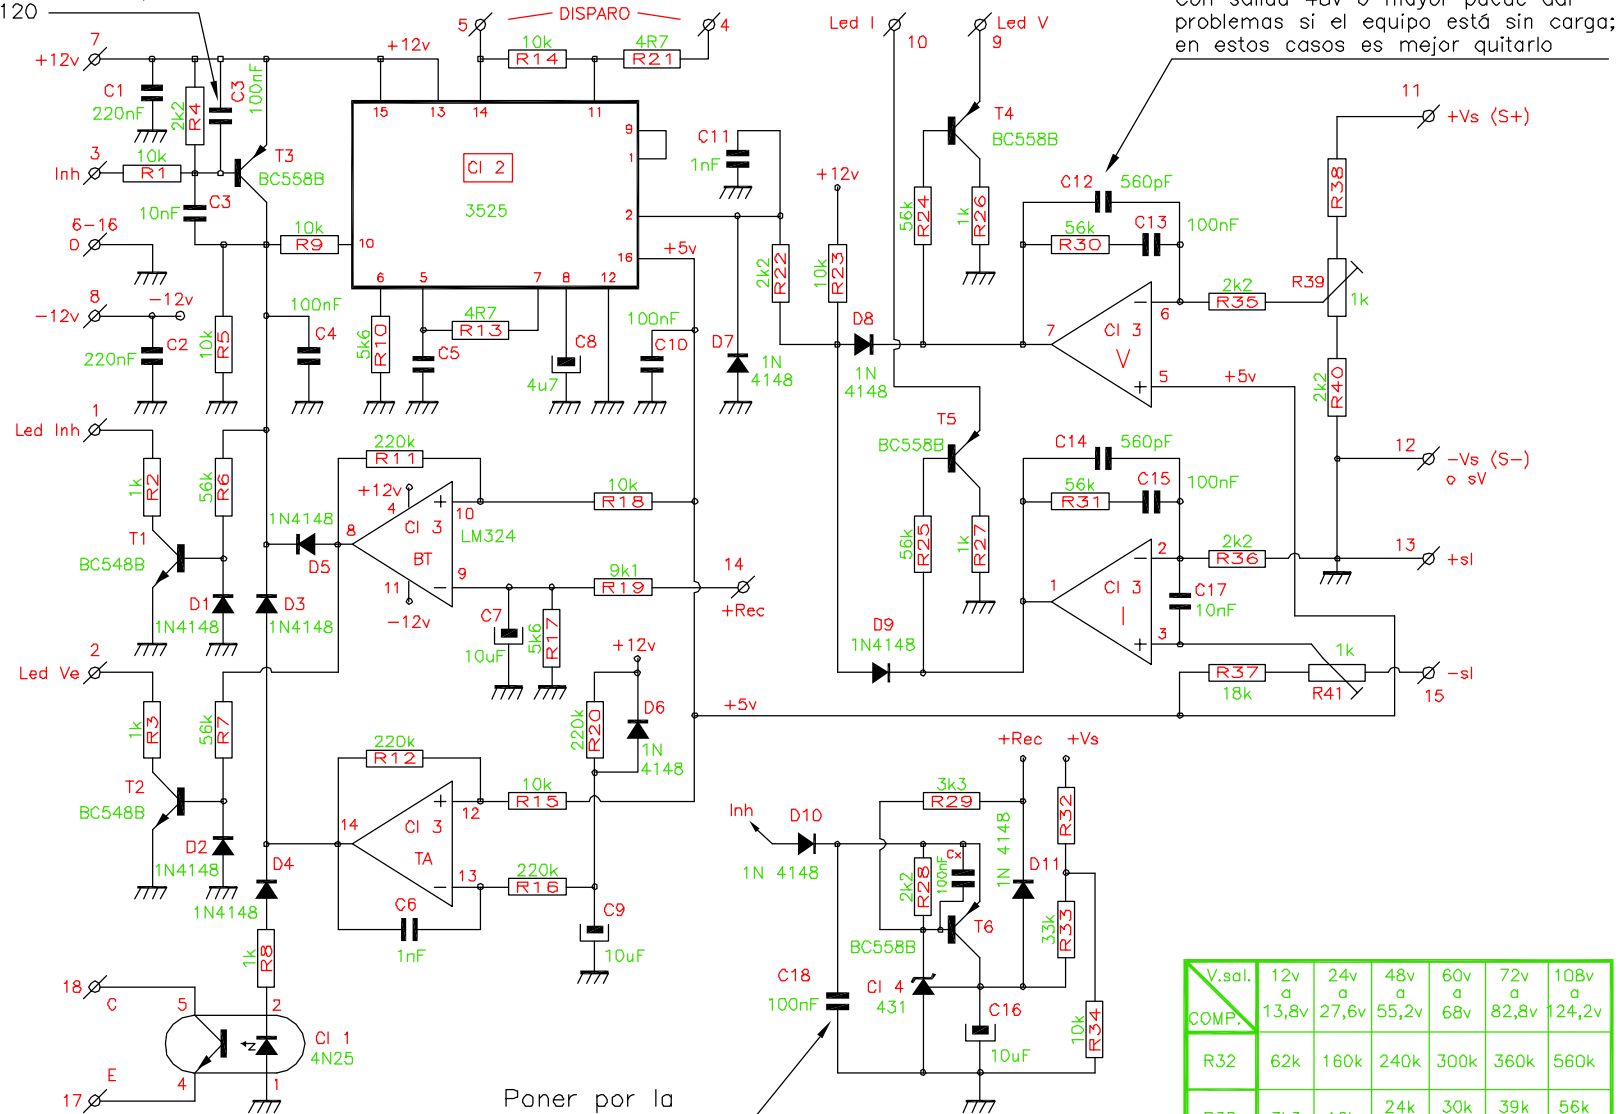 120
Con salida 48v o mayor puede dar
problemas si el equipo está sin carga;
en estos casos es mejor quitarlo
DISPARO
5
4
Led I
10
Led V
9
7
+12v
+12v
10k
R14
4R7
R21
C1
220nF
2k2
R4
C3
100nF
15
13
14
11
3
Inh
10k
R1
T3
BC558B
C3
10nF
CI 2
3525
9
1
2
16
10
6
5
7
8
12
C11
1nF
+12v
T4
BC558B
56k
R24
1k
R26
C12
560pF
56k
R30
C13
100nF
11
+Vs (S+)
R38
6-16
D
10k
R9
+5v
2k2
R22
10k
R23
2k2
R35
R39
1k
8
-12v
-12v
C2
220nF
10k
R5
100nF
C4
5k6
R10
4R7
R13
C5
C8
4u7
100nF
C10
D7
1N
4148
D8
1N
4148
7
CI 3
V
6
5
+5v
2k2
R40
1
Led Inh
1k
R2
56k
R6
220k
R11
+12v
4
10
CI 3
BT
LM324
8
9
11
-12v
10k
R18
T5
BC558B
C14
560pF
56k
R31
C15
100nF
12
-Vs (S-)
o sV
T1
BC548B
1N4148
D5
56k
R25
1k
R27
2
2k2
R36
13
+sI
D1
1N4148
D3
1N4148
9k1
R19
14
+Rec
C7
10uF
5k6
R17
1
CI 3
I
3
C17
10nF
2
Led Ve
1k
R3
56k
R7
+12v
220k
R20
D6
1N
4148
D9
1N4148
R37
18k
1k
R41
-sI
15
+5v
T2
BC548B
220k
R12
10k
R15
12
14
CI 3
TA
13
220k
R16
+Rec
+Vs
3k3
R29
R32
Inh
D10
1N 4148
1N 4148
D11
D2
1N4148
D4
1N4148
C6
1nF
C9
10uF
2k2
R28
100nF
Cx
T6
BC558B
33k
R33
1k
R8
18
C
5
2
CI 1
4N25
E
17
4
1
C18
100nF
CI 4
431
C16
10uF
10k
R34
Poner por la
V.sal.
COMP.
12v
a
13,8v
24v
a
27,6v
48v
a
55,2v
60v
a
68v
72v
a
82,8v
108v
a
124,2v
R32
62k
160k
240k
300k
360k
560k
24k
30k
39k
56k